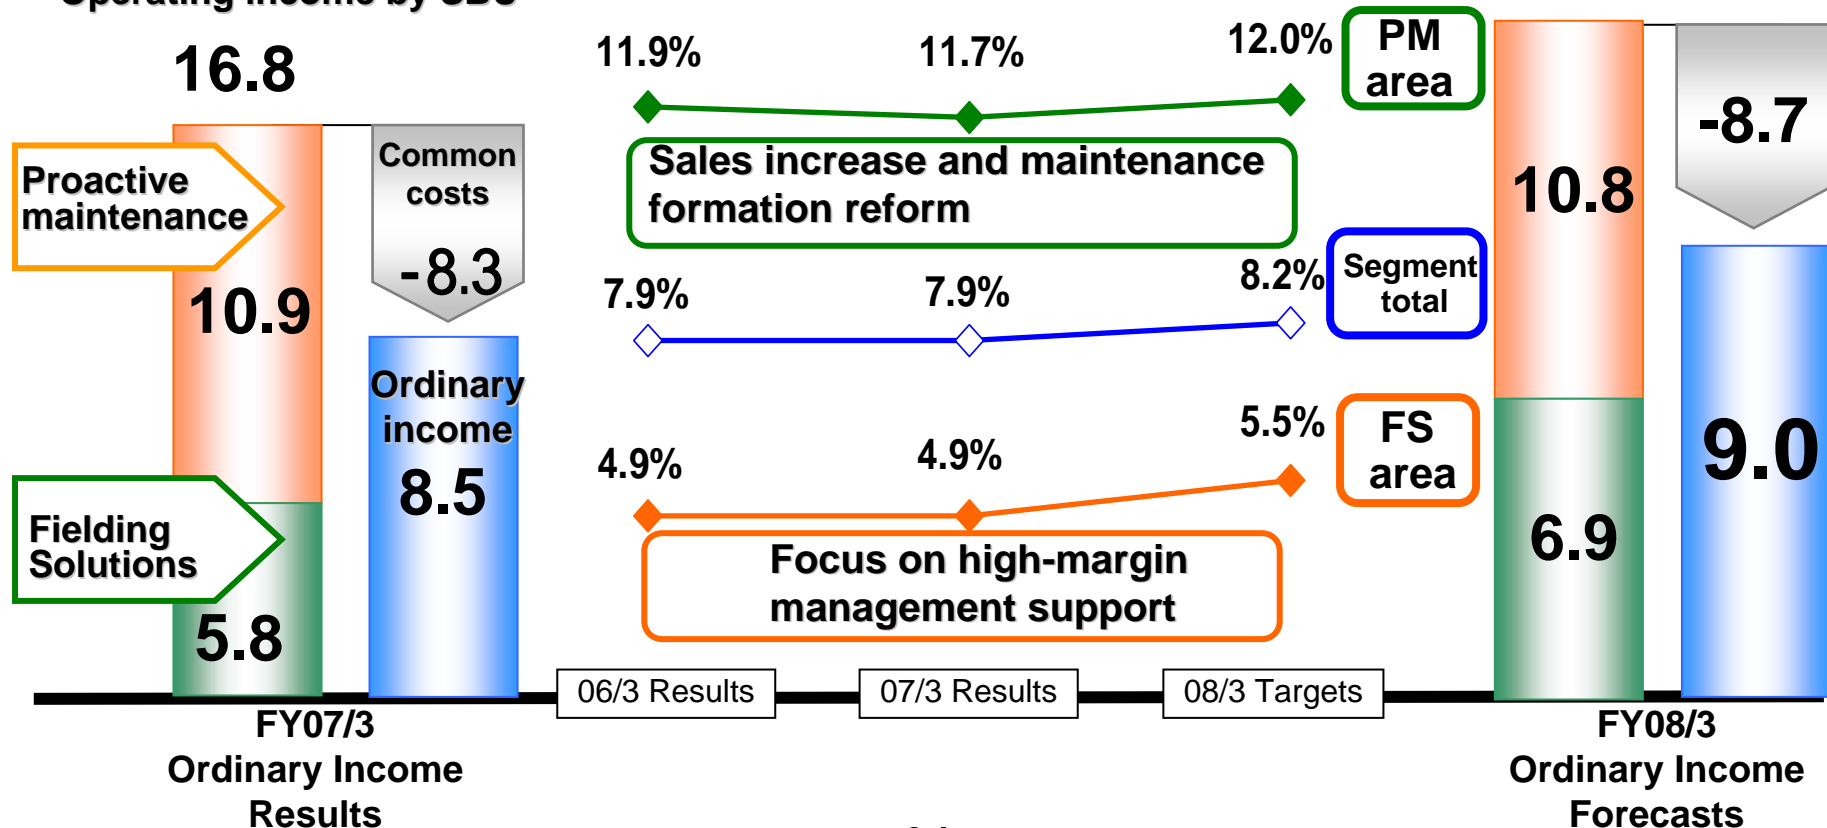 Operating income by SBU
16.8
Proactive
maintenance
10.9
Fielding
Solutions
5.8
Common
costs
-8.3
Ordinary
income
8.5
FY07/3
Ordinary Income
Results
11.9%
11.7%
12.0%
PM
area
Sales increase and maintenance
formation reform
7.9%
7.9%
8.2%
Segment
total
4.9%
4.9%
5.5%
FS
area
Focus on high-margin
management support
06/3 Results
07/3 Results
08/3 Targets
10.8
6.9
-8.7
9.0
FY08/3
Ordinary Income
Forecasts